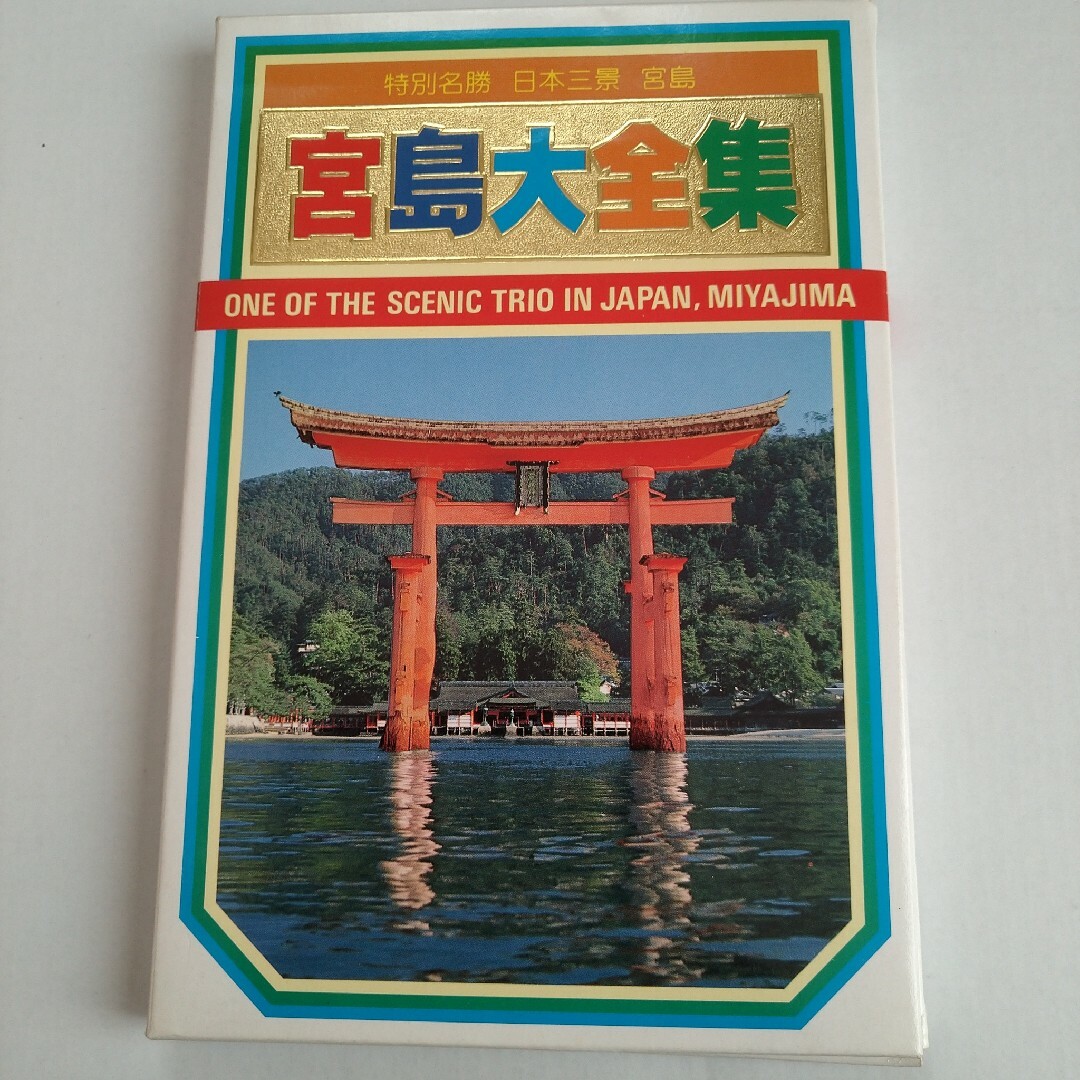 特別名勝 日本三景 宮島
宮島大全集
ONE OF THE SCENIC TRIO IN JAPAN, MIYAJIMA